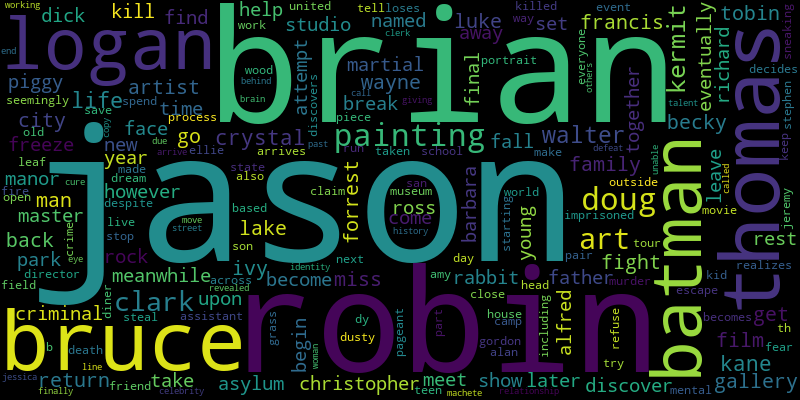 working
dick
kill
find
help
united
tell
loses
killed
event
tobin
way
logan
brian
studio
work
clerk
named
luke
set
francis
everyone
others
sneaking
end
piggy
artist
wood
behind
brain
attempt
discovers
martial
wayne
away
final
portrait
kermit
eventually
richard
thomas
decides
stephen
keep
seemingly
life
time
save
spend
call
break
giving
talent
city
face
process
copy
due
go
crystal
past
piece
painting
fall
walter
becky
old
new
freeze
year
arrive
ellie
arrives
run
taken
school
make
defeat
family
together
unable
leave
called
leaf
made
dream
state
also
claim
museum
san
world
manor
cure
jason
barbara
starting
imprisoned
outside
movie
jeremy
fire
open
man
however
despite
based
forrest
ross
come
history
young
doug
batman
master
crime
live
move
street
lake
son
art
tour
rest
back
stop
rock
next
day
pair
fight
kid
realizes
park
eye
director
meanwhile
ivy
across
identity
revealed
become
miss
amy
rabbit
father
murder
escape
field
diner
clark
upon
robin
close
head
becomes
get
criminal
steal
assistant
grass
dy
pageant
part
house
camp
including
alfred
refuse
th
fear
bruce
b
death
line
begin
woman
dusty
gordon
alan
try
film
kane
jessica
return
friend
take
asylum
christopher
meet
show
later
discover
mental
gallery
finally
celebrity
teen
machete
relationship